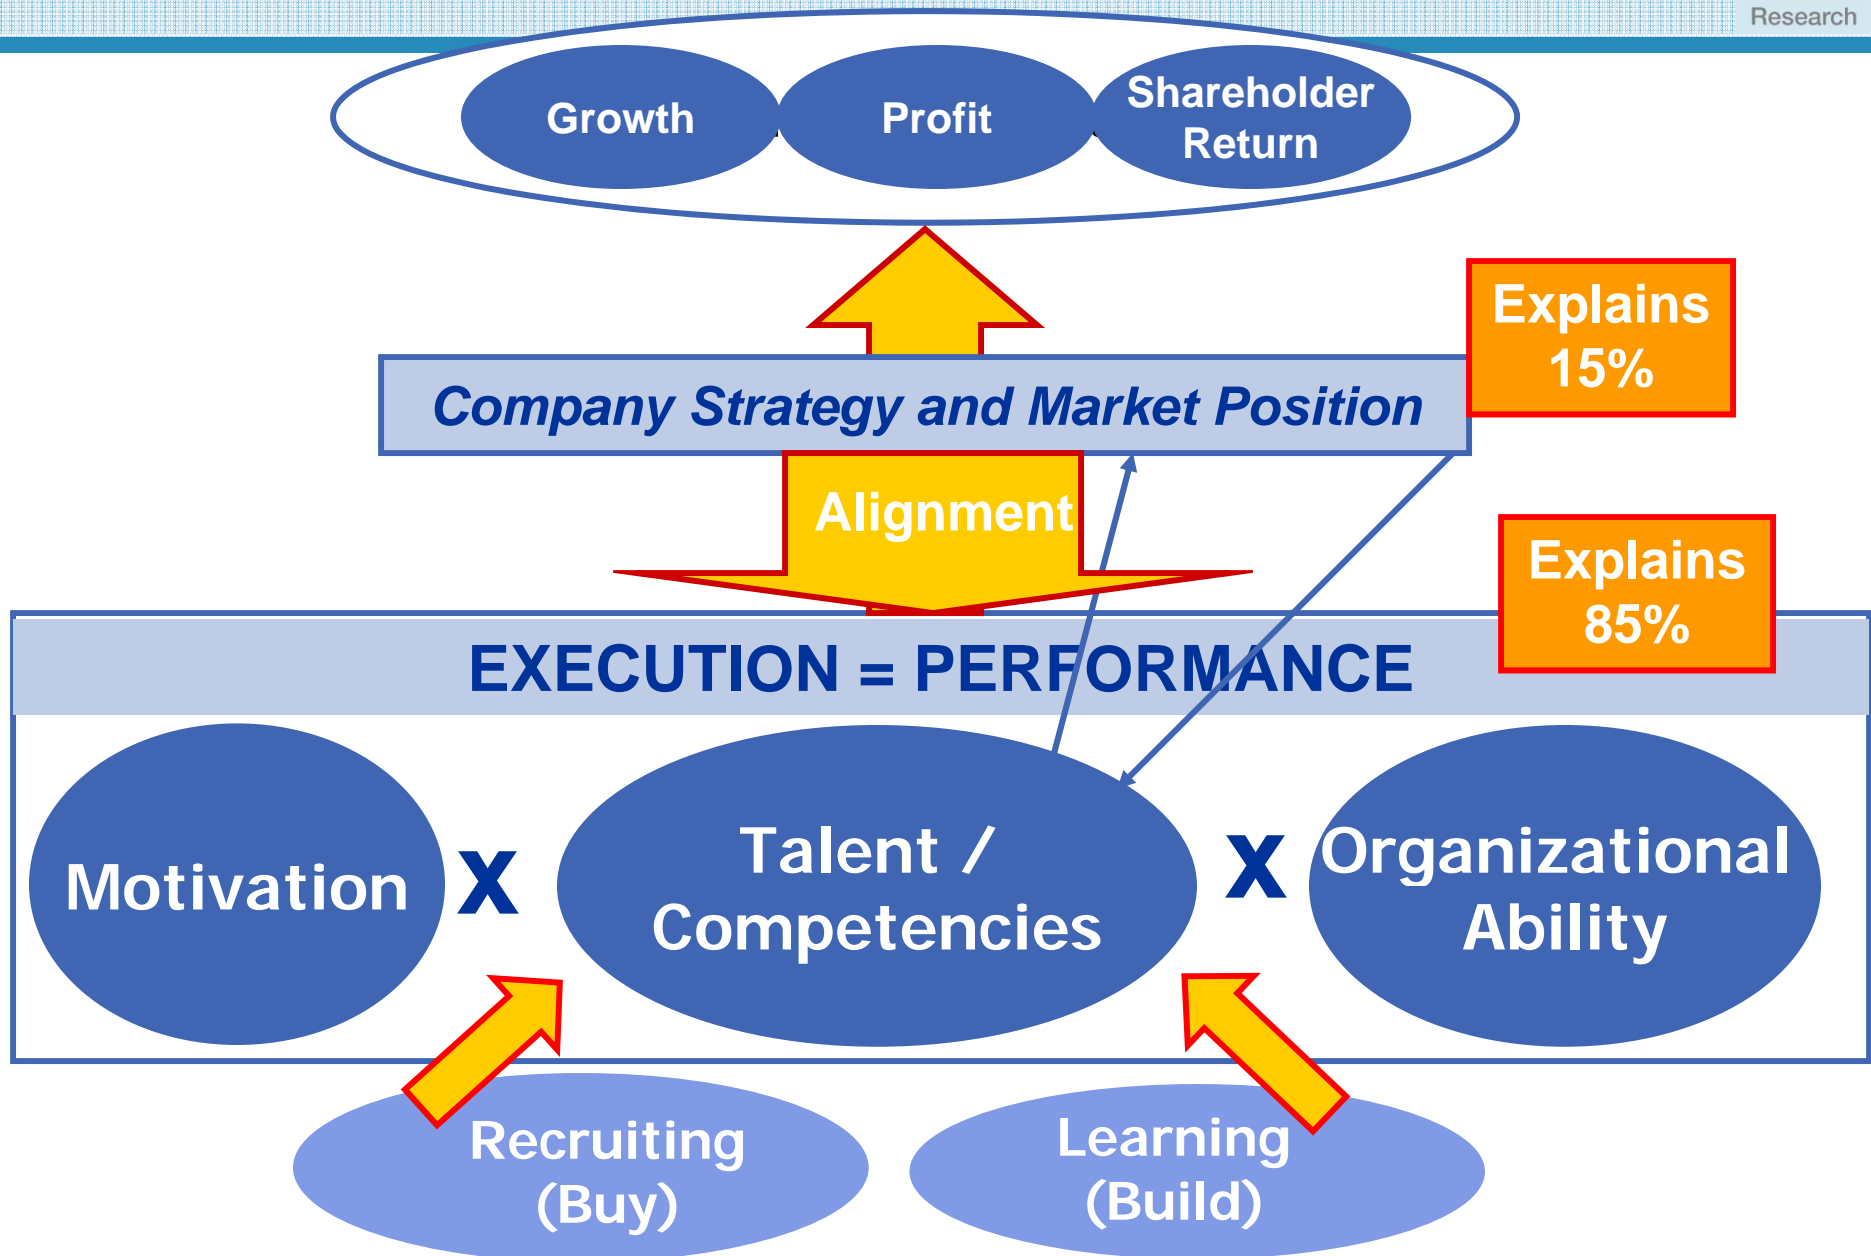 Research
Growth
Profit
Shareholder
Return
Explains
15%
Company Strategy and Market Position
Alignment
Explains
85%
EXECUTION = PERFORMANCE
Motivation
x
Talent /
Competencies
x
Organizational
Ability
Recruiting
(Buy)
Learning
(Build)